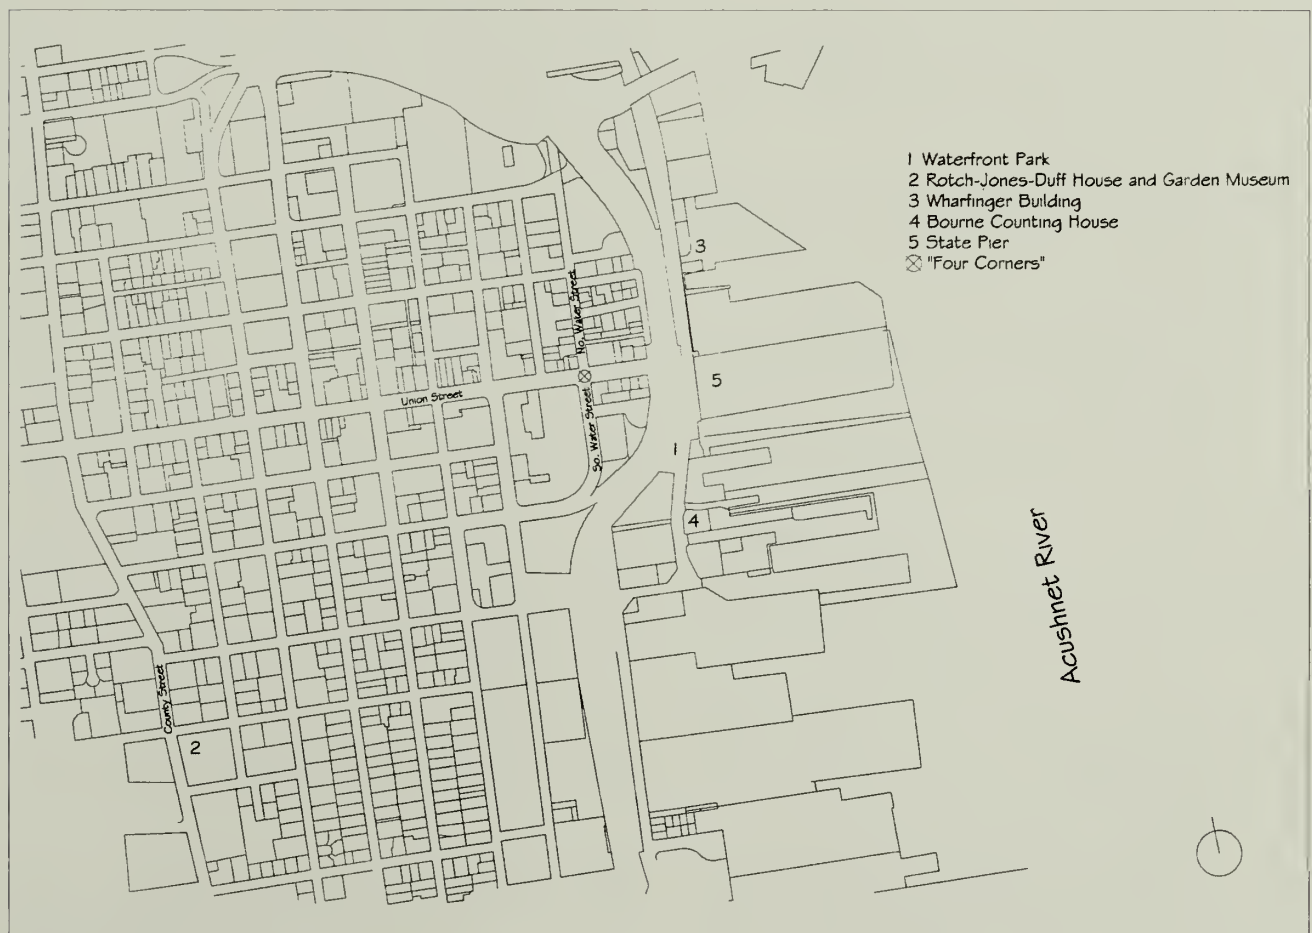 1 Waterfront Park
2 Rotch-Jones-Duff House and Garden Museum
3 Wharfinger Building
4 Bourne Counting House
5 State Pier
"Four Corners"
3
No. Water Street
5
Union Street
So. Water Street
1
4
Acushnet River
County Street
2